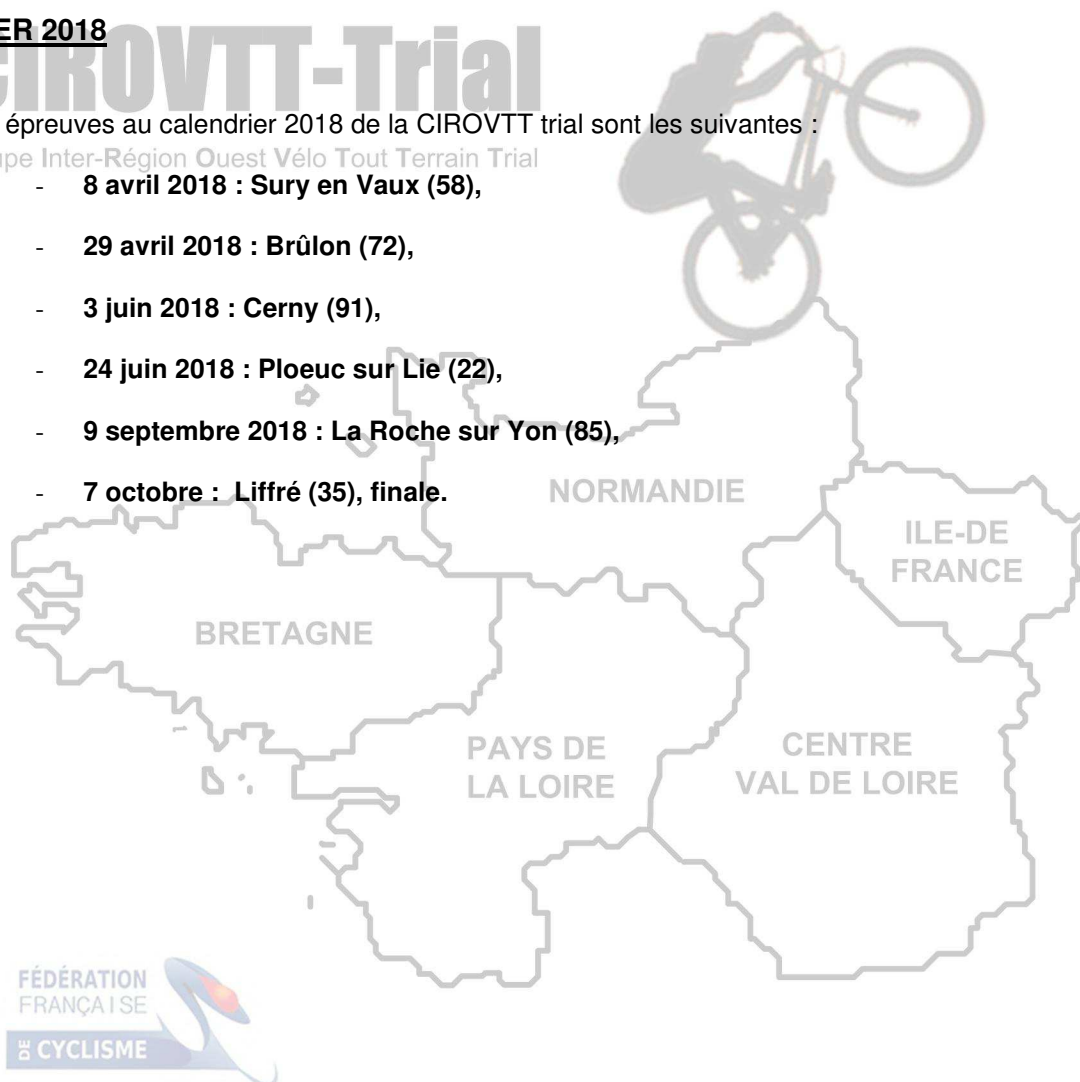 ER 2018
CIROVTT-Trial
épreuves au calendrier 2018 de la CIROVTT trial sont les suivantes :
upe Inter-Région Ouest Vélo Tout Terrain Trial
- 8 avril 2018 : Sury en Vaux (58),
- 29 avril 2018 : Brûlon (72),
- 3 juin 2018 : Cerny (91),
- 24 juin 2018 : Ploeuc sur Lie (22),
- 9 septembre 2018 : La Roche sur Yon (85),
- 7 octobre : Liffré (35), finale.
NORMANDIE
ILE-DE
FRANCE
BRETAGNE
PAYS DE
LA LOIRE
CENTRE
VAL DE LOIRE
FÉDÉRATION
FRANÇAISE
DE CYCLISME